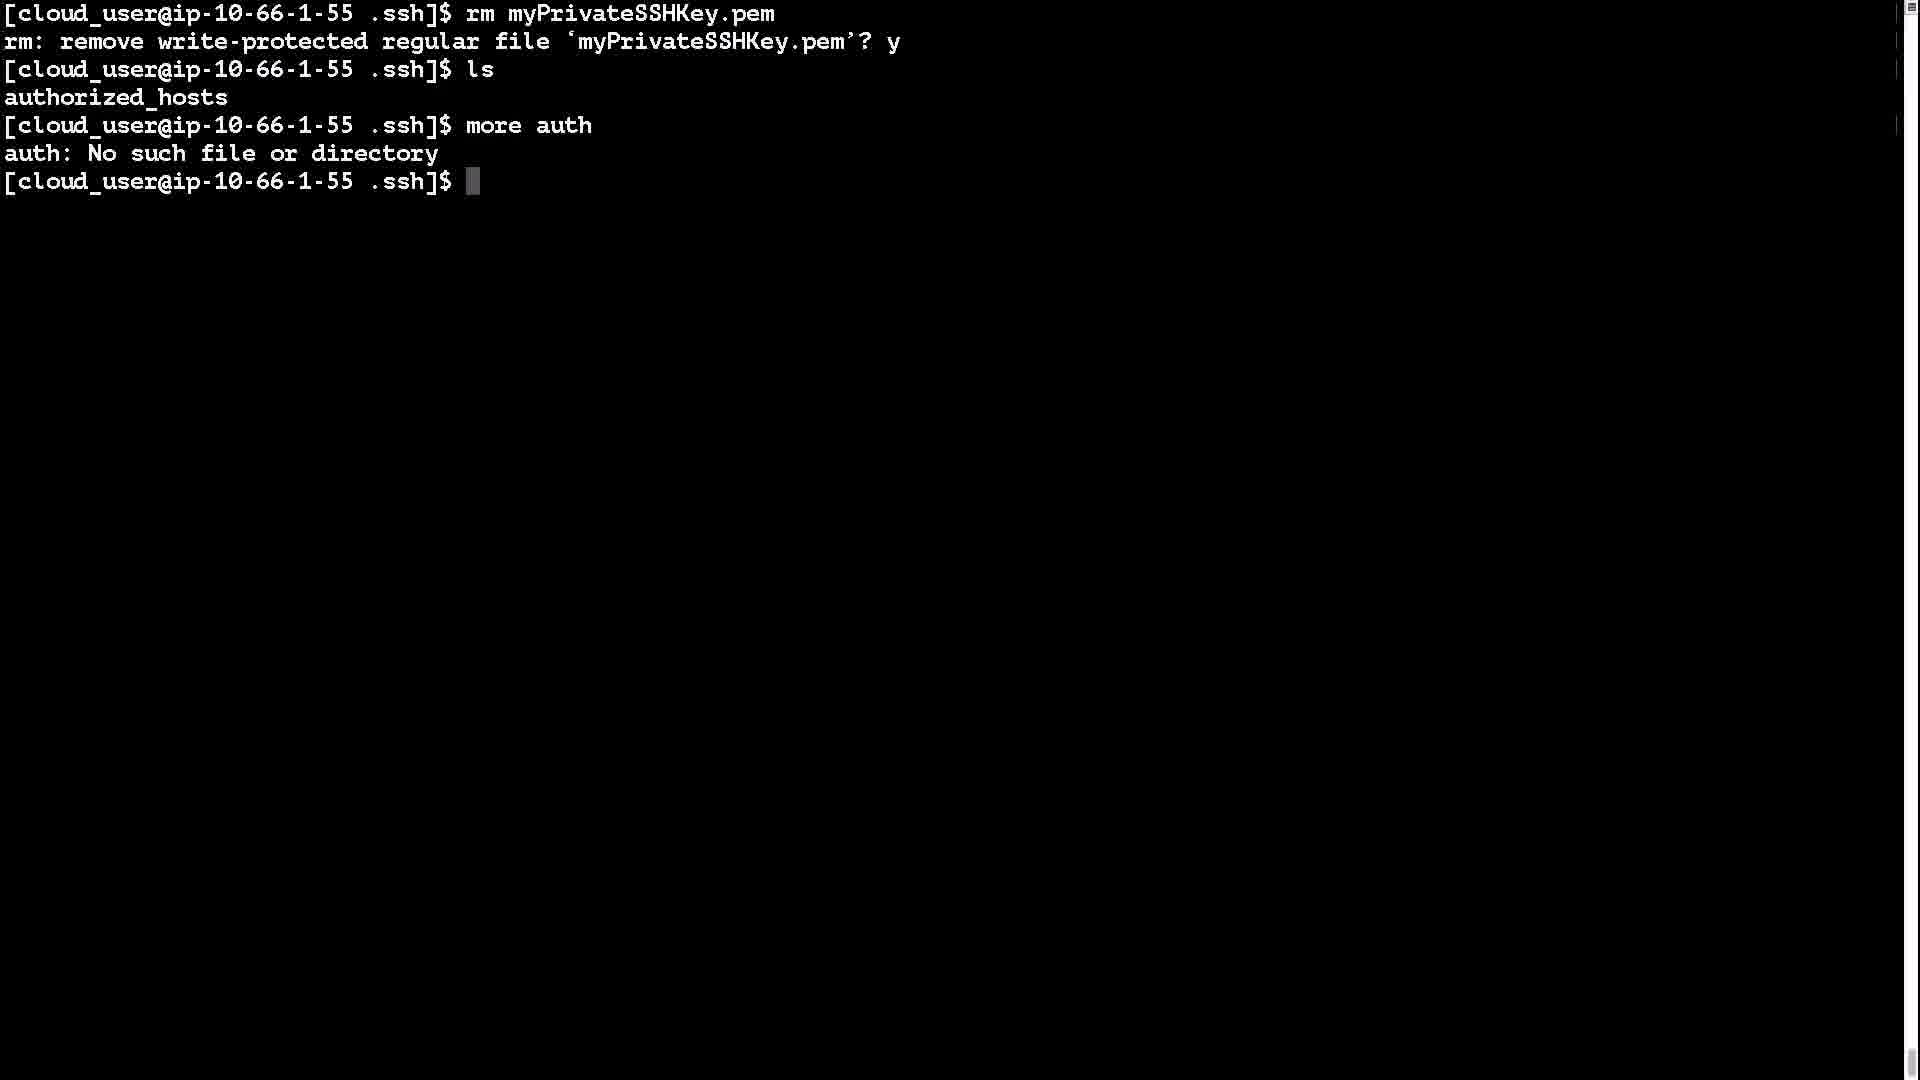 [cloud_user@ip-10-66-1-55 .ssh]$ rm myPrivateSSHKey.pem
rm: remove write-protected regular file ‘myPrivateSSHKey.pem’? y
[cloud_user@ip-10-66-1-55 .ssh]$ ls
authorized_hosts
[cloud_user@ip-10-66-1-55 .ssh]$ more auth
auth: No such file or directory
[cloud_user@ip-10-66-1-55 .ssh]$